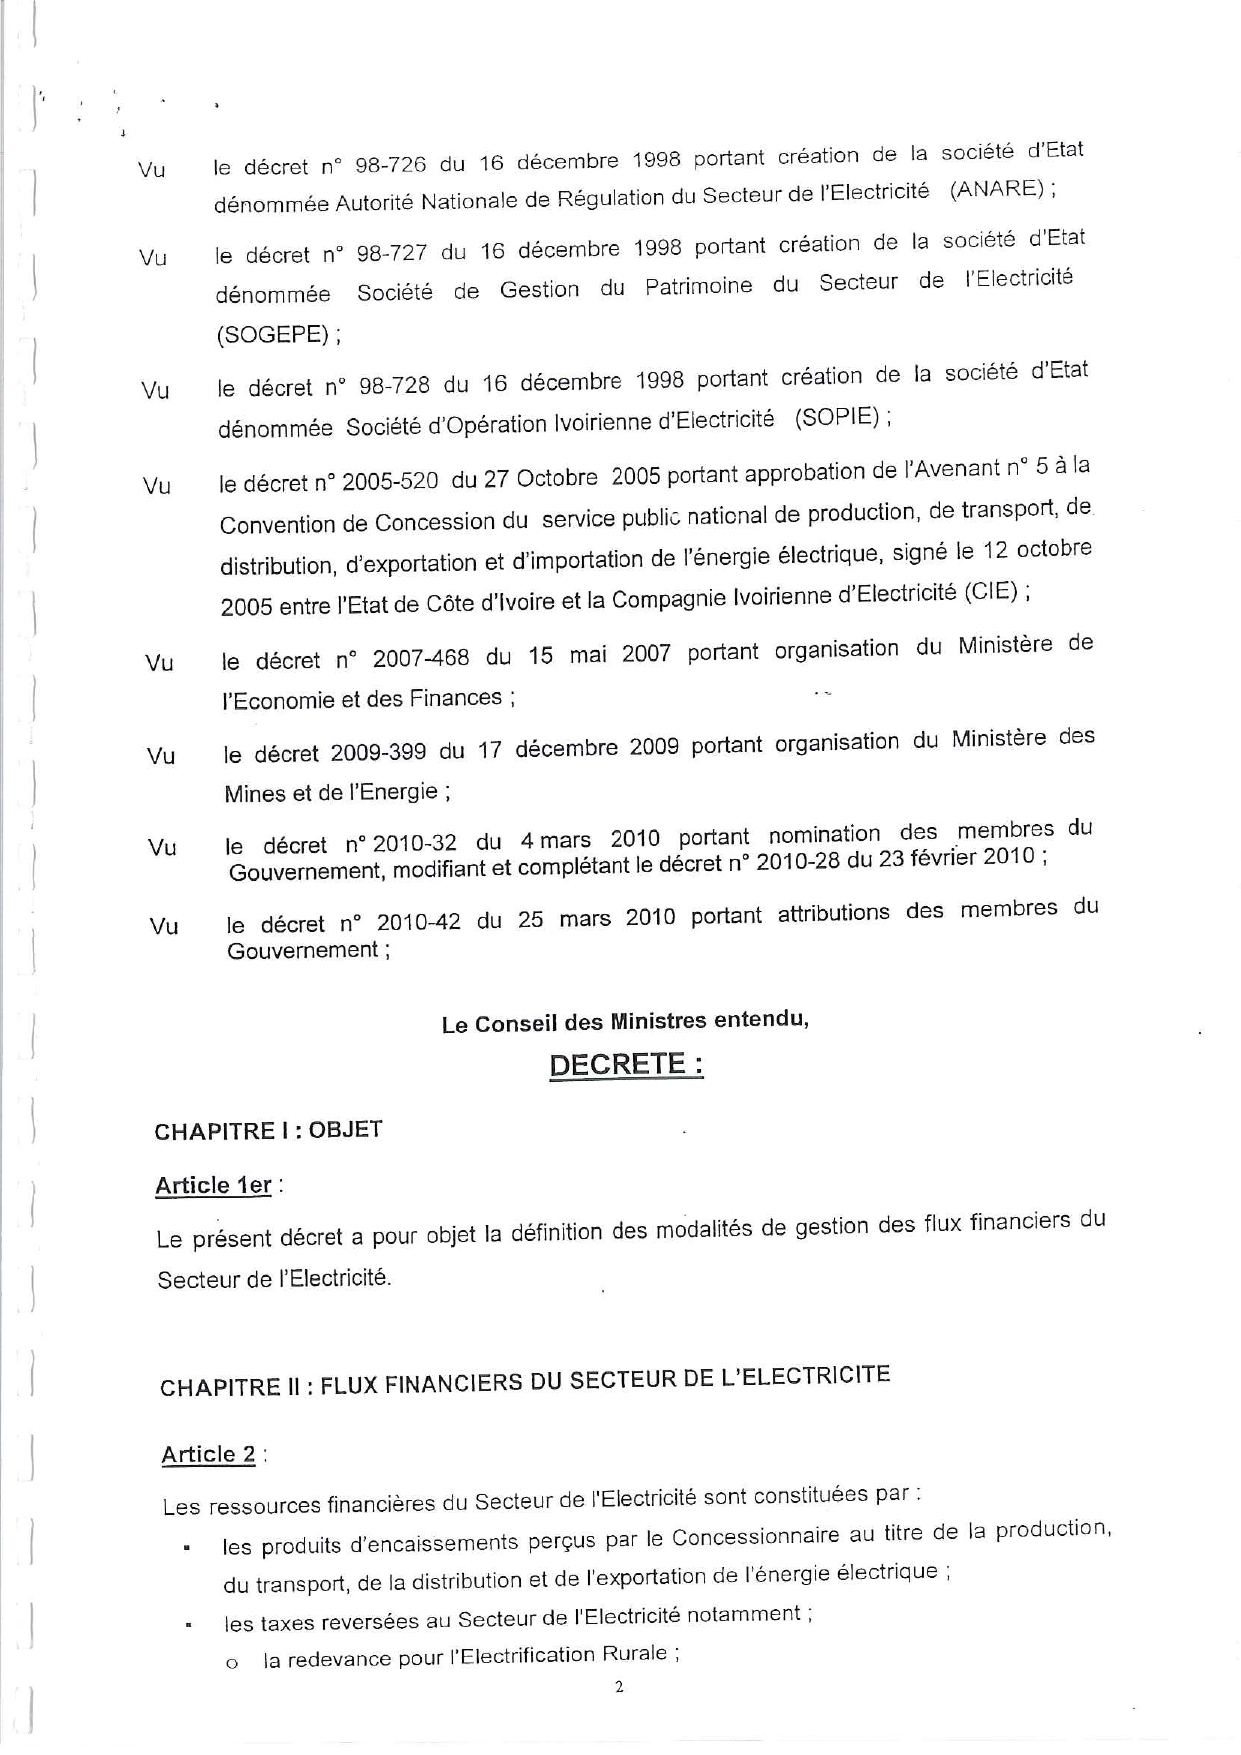 Vu le décret n° 98-726 du 16 décembre 1998 portant création de la société d'Etat
dénommée Autorité Nationale de Régulation du Secteur de l'Electricité (ANARE) ;
Vu le décret n° 98-727 du 16 décembre 1998 portant création de la société d'Etat
dénommée Société de Gestion du Patrimoine du Secteur de l'Electricité
(SOGEPE) ;
Vu le décret n° 98-728 du 16 décembre 1998 portant création de la société d'Etat
dénommée Société d'Opération Ivoirienne d'Electricité (SOPIE) ;
Vu le décret n° 2005-520 du 27 Octobre 2005 portant approbation de l'Avenant n° 5 à la
Convention de Concession du service public national de production, de transport, de
distribution, d'exportation et d'importation de l'énergie électrique, signé le 12 octobre
2005 entre l'Etat de Côte d'Ivoire et la Compagnie Ivoirienne d'Electricité (CIE) ;
Vu le décret n° 2007-468 du 15 mai 2007 portant organisation du Ministère de
l'Economie et des Finances ;
Vu le décret 2009-399 du 17 décembre 2009 portant organisation du Ministère des
Mines et de l'Energie ;
Vu le décret n° 2010-32 du 4 mars 2010 portant nomination des membres du
Gouvernement, modifiant et complétant le décret n° 2010-28 du 23 février 2010 ;
Vu le décret n° 2010-42 du 25 mars 2010 portant attributions des membres du
Gouvernement ;
Le Conseil des Ministres entendu,
DECRETE :
CHAPITRE I : OBJET
Article 1er :
Le présent décret a pour objet la définition des modalités de gestion des flux financiers du
Secteur de l'Electricité.
CHAPITRE II : FLUX FINANCIERS DU SECTEUR DE L'ELECTRICITE
Article 2 :
Les ressources financières du Secteur de l'Electricité sont constituées par :
▪ les produits d'encaissements perçus par le Concessionnaire au titre de la production,
du transport, de la distribution et de l'exportation de l'énergie électrique ;
▪ les taxes reversées au Secteur de l'Electricité notamment ;
o la redevance pour l'Electrification Rurale ;
2